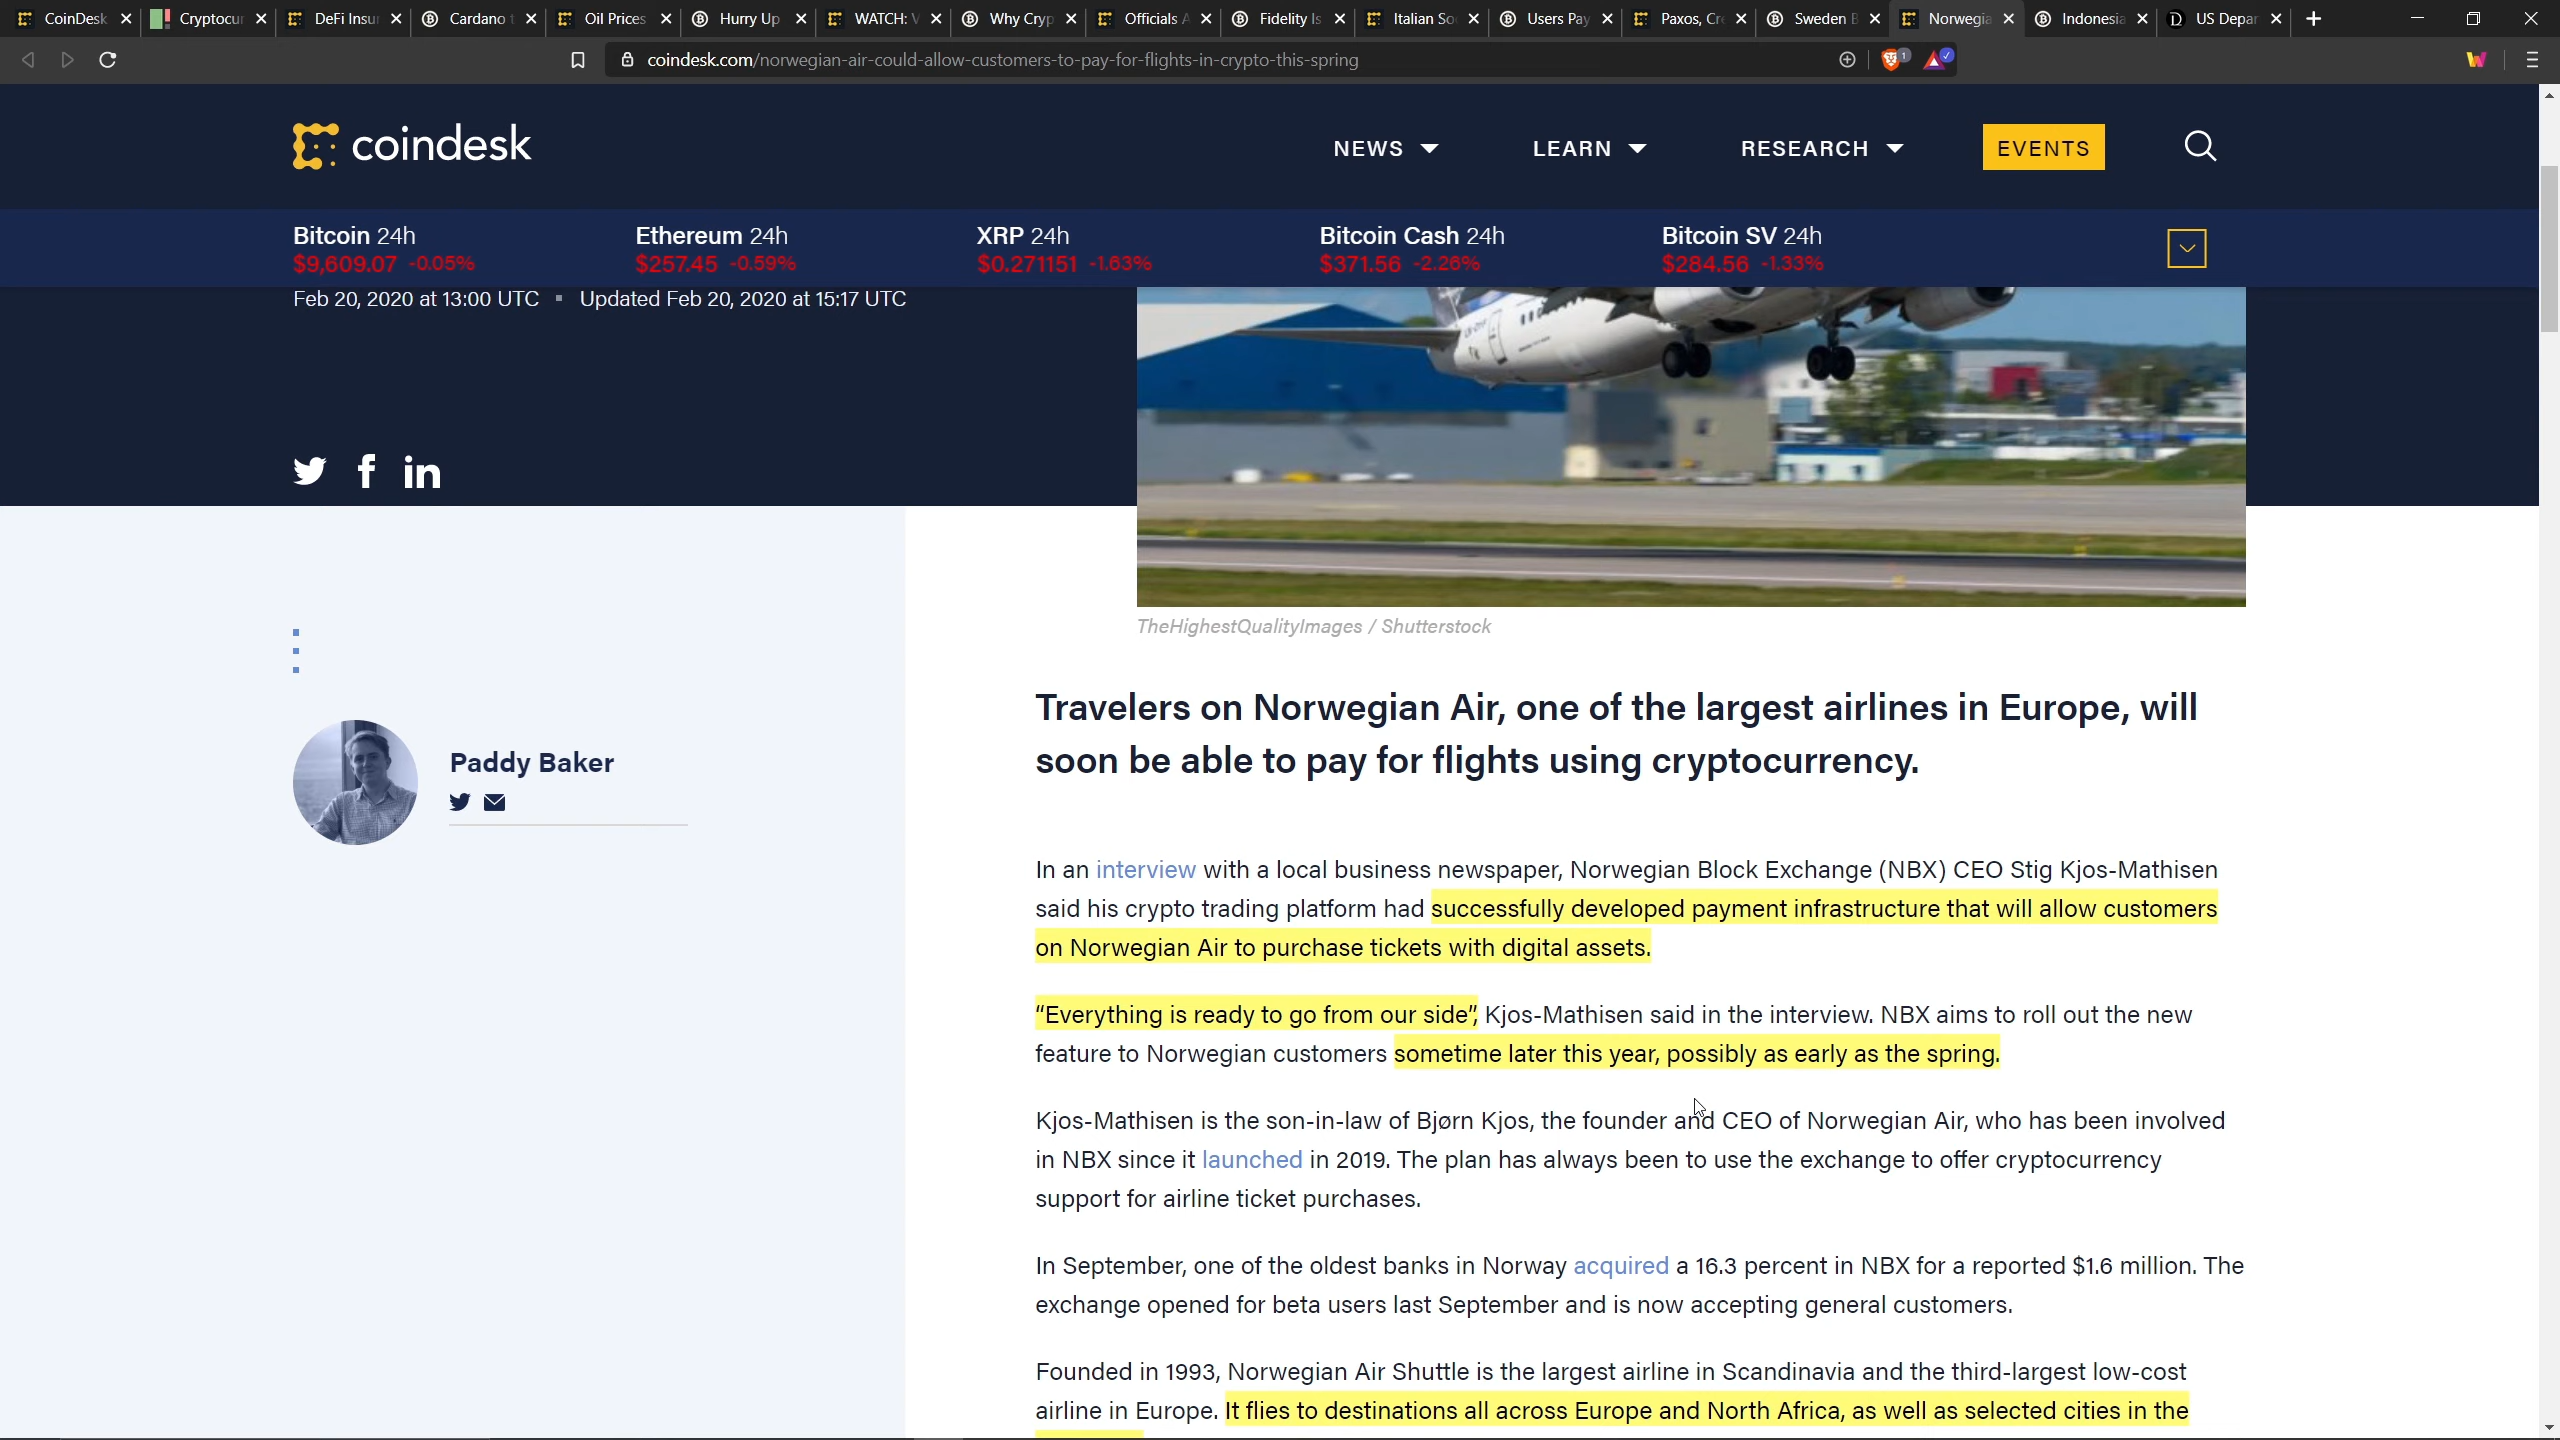 CoinDesk
Cryptocur
DeFi Insu
Cardano t
Oil Prices
Hurry Up
WATCH: V
Why Cryp
Officials A
Fidelity Is
Italian So
Users Pay
Paxos, Cr
Sweden B
Norwegia
Indonesia
US Depar
coindesk.com/norwegian-air-could-allow-customers-to-pay-for-flights-in-crypto-this-spring
1
coindesk
NEWS
LEARN
RESEARCH
EVENTS
Bitcoin 24h
$9,609.07 -0.05%
Ethereum 24h
$257.45 -0.59%
XRP 24h
$0.271151 -1.63%
Bitcoin Cash 24h
$371.56 -2.26%
Bitcoin SV 24h
$284.56 -1.33%
Feb 20, 2020 at 13:00 UTC ▪ Updated Feb 20, 2020 at 15:17 UTC
TheHighestQualityImages / Shutterstock
Paddy Baker
Travelers on Norwegian Air, one of the largest airlines in Europe, will
soon be able to pay for flights using cryptocurrency.
In an interview with a local business newspaper, Norwegian Block Exchange (NBX) CEO Stig Kjos-Mathisen
said his crypto trading platform had successfully developed payment infrastructure that will allow customers
on Norwegian Air to purchase tickets with digital assets.
“Everything is ready to go from our side”, Kjos-Mathisen said in the interview. NBX aims to roll out the new
feature to Norwegian customers sometime later this year, possibly as early as the spring.
Kjos-Mathisen is the son-in-law of Bjørn Kjos, the founder and CEO of Norwegian Air, who has been involved
in NBX since it launched in 2019. The plan has always been to use the exchange to offer cryptocurrency
support for airline ticket purchases.
In September, one of the oldest banks in Norway acquired a 16.3 percent in NBX for a reported $1.6 million. The
exchange opened for beta users last September and is now accepting general customers.
Founded in 1993, Norwegian Air Shuttle is the largest airline in Scandinavia and the third-largest low-cost
airline in Europe. It flies to destinations all across Europe and North Africa, as well as selected cities in the